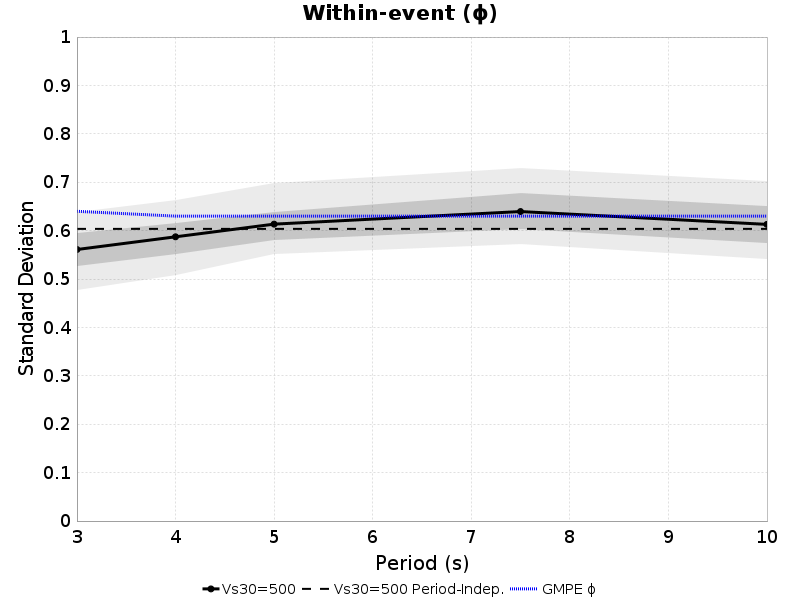 Within-event (ϕ)
1
0.9
0.8
0.7
0.6
0.5
0.4
0.3
0.2
0.1
0
Standard Deviation
3 4 5 6 7 8 9 10
Period (s)
Vs30=500 Vs30=500 Period-Indep. GMPE ϕ